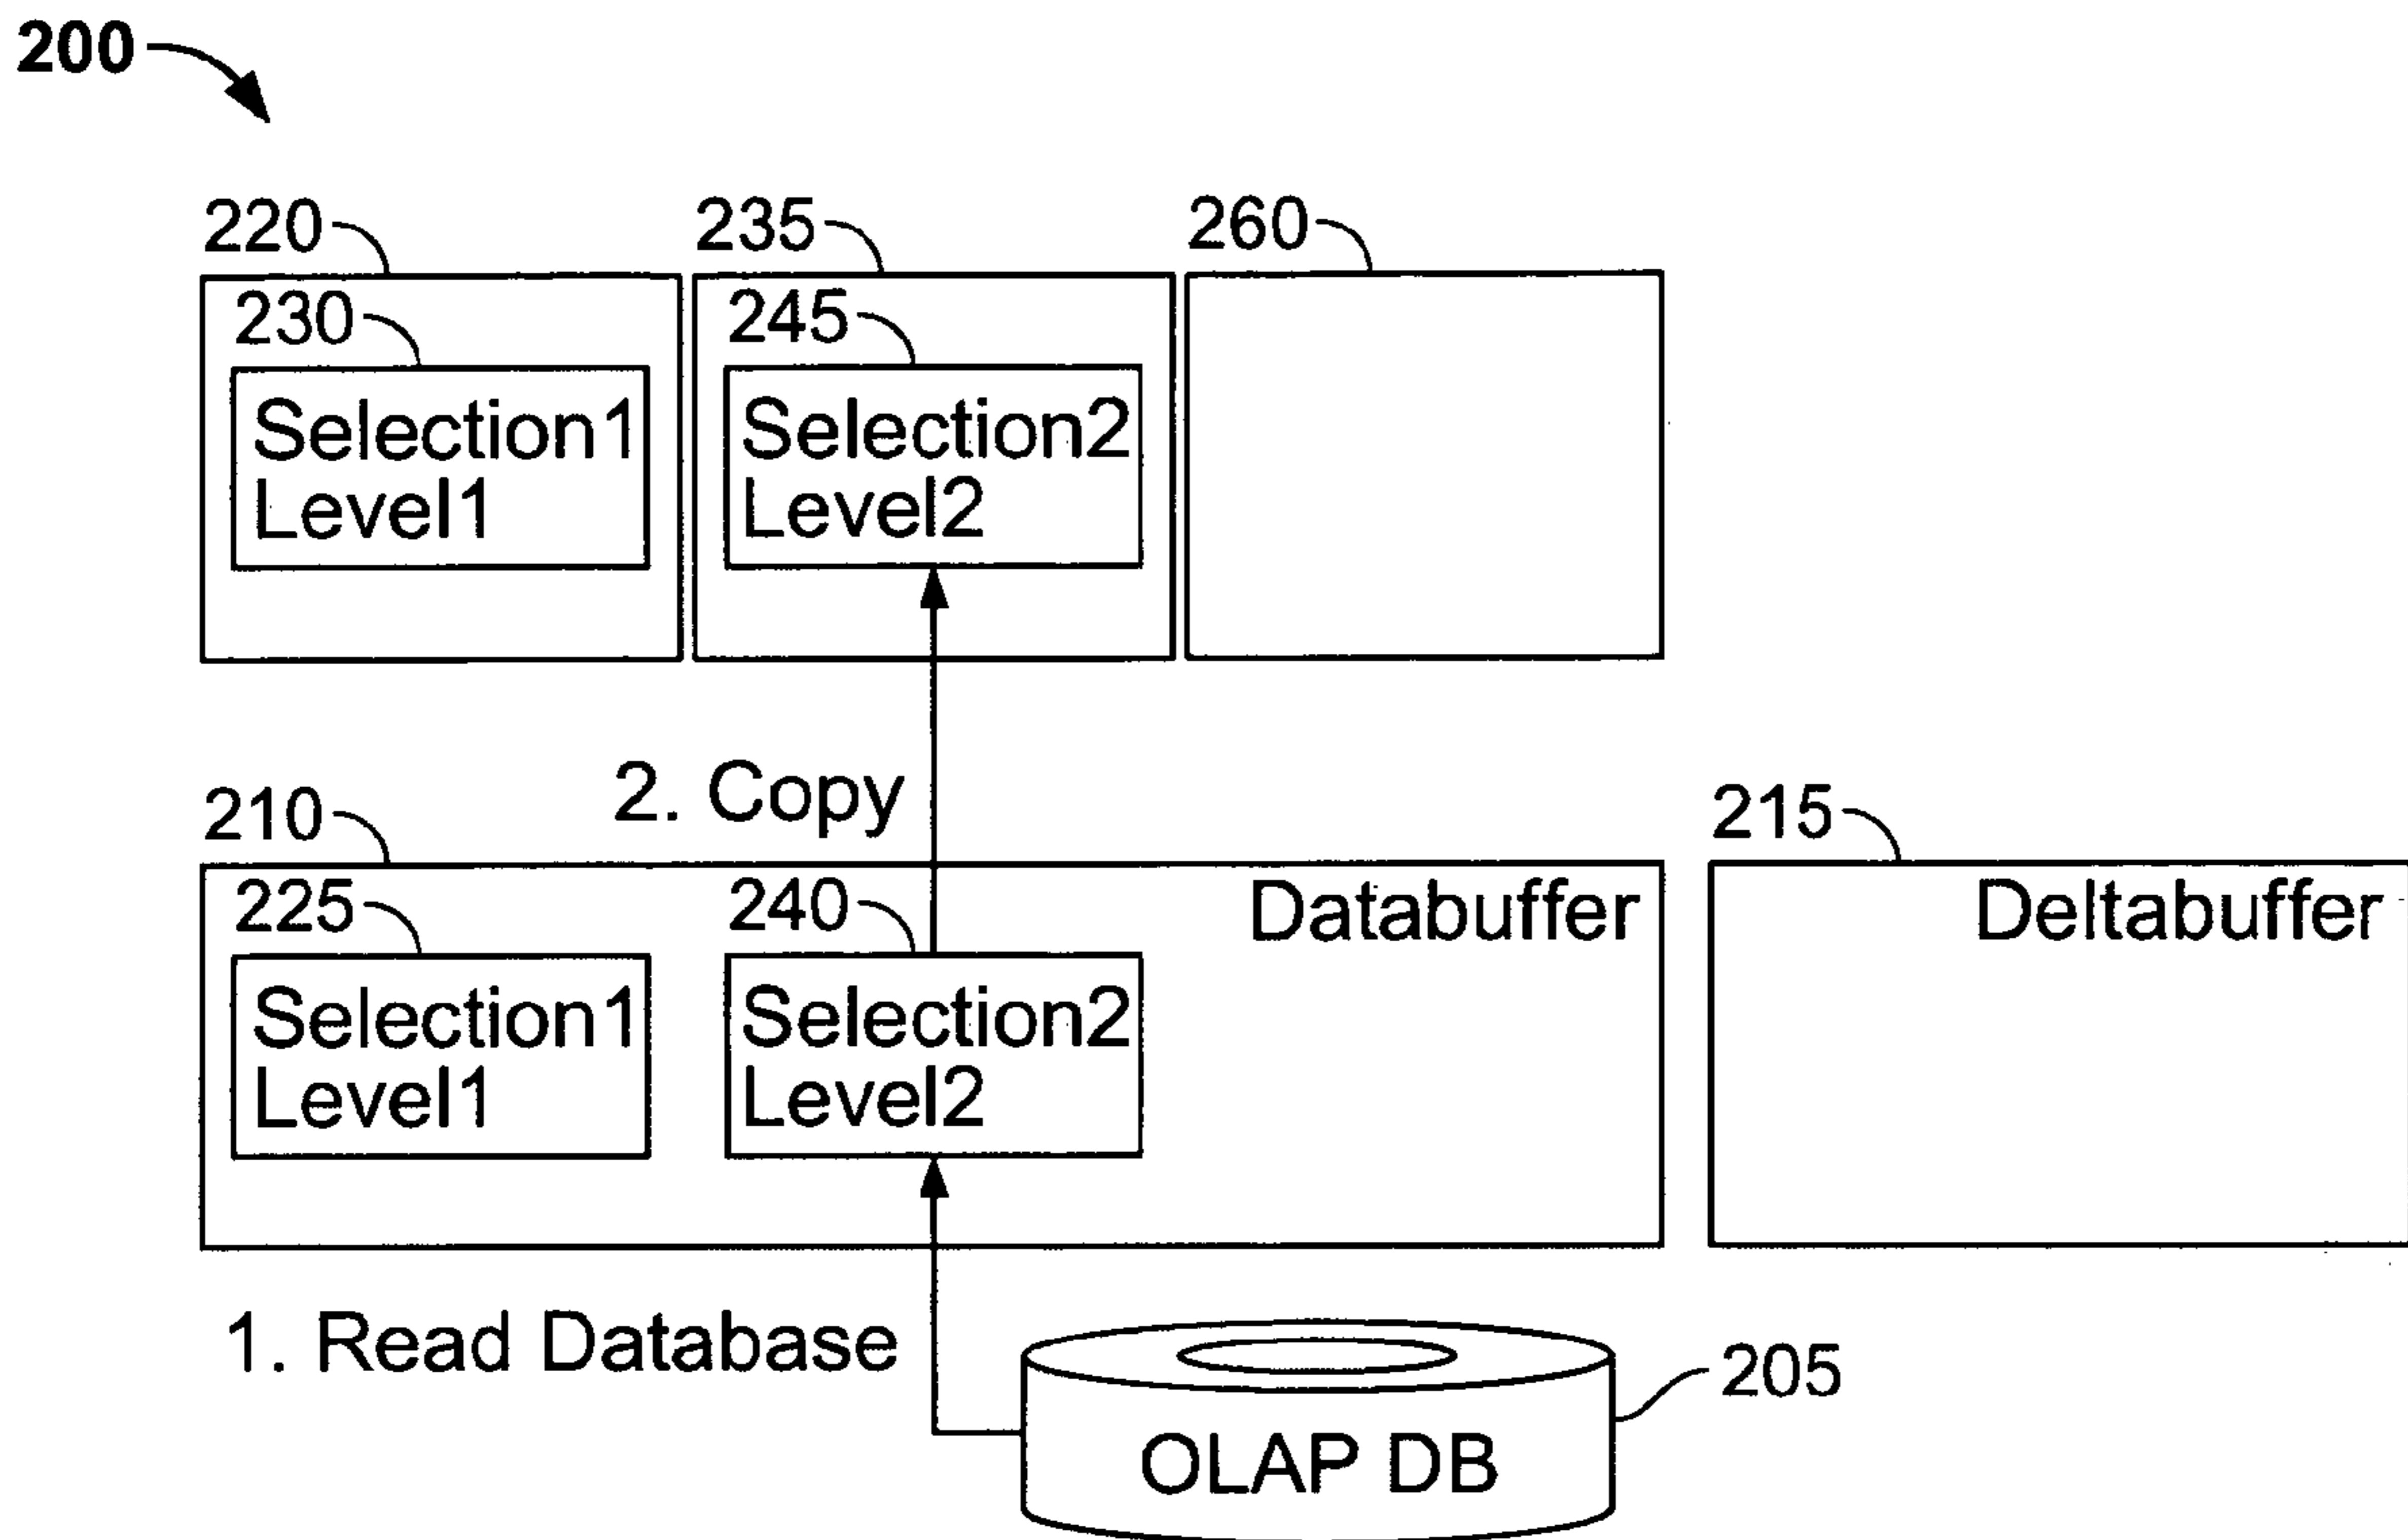 200
220
235
260
230
245
Selection1
Level1
Selection2
Level2
2. Copy
210
215
225
240
Databuffer
Deltabuffer
Selection1
Level1
Selection2
Level2
1. Read Database
205
OLAP DB